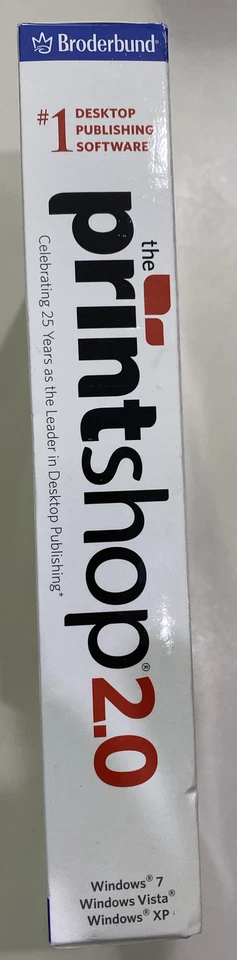 Broderbund®
#1 DESKTOP
PUBLISHING
SOFTWARE
the
printshop® 2.0
Celebrating 25 Years as the Leader in Desktop Publishing*
Windows® 7
Windows Vista®
Windows® XP